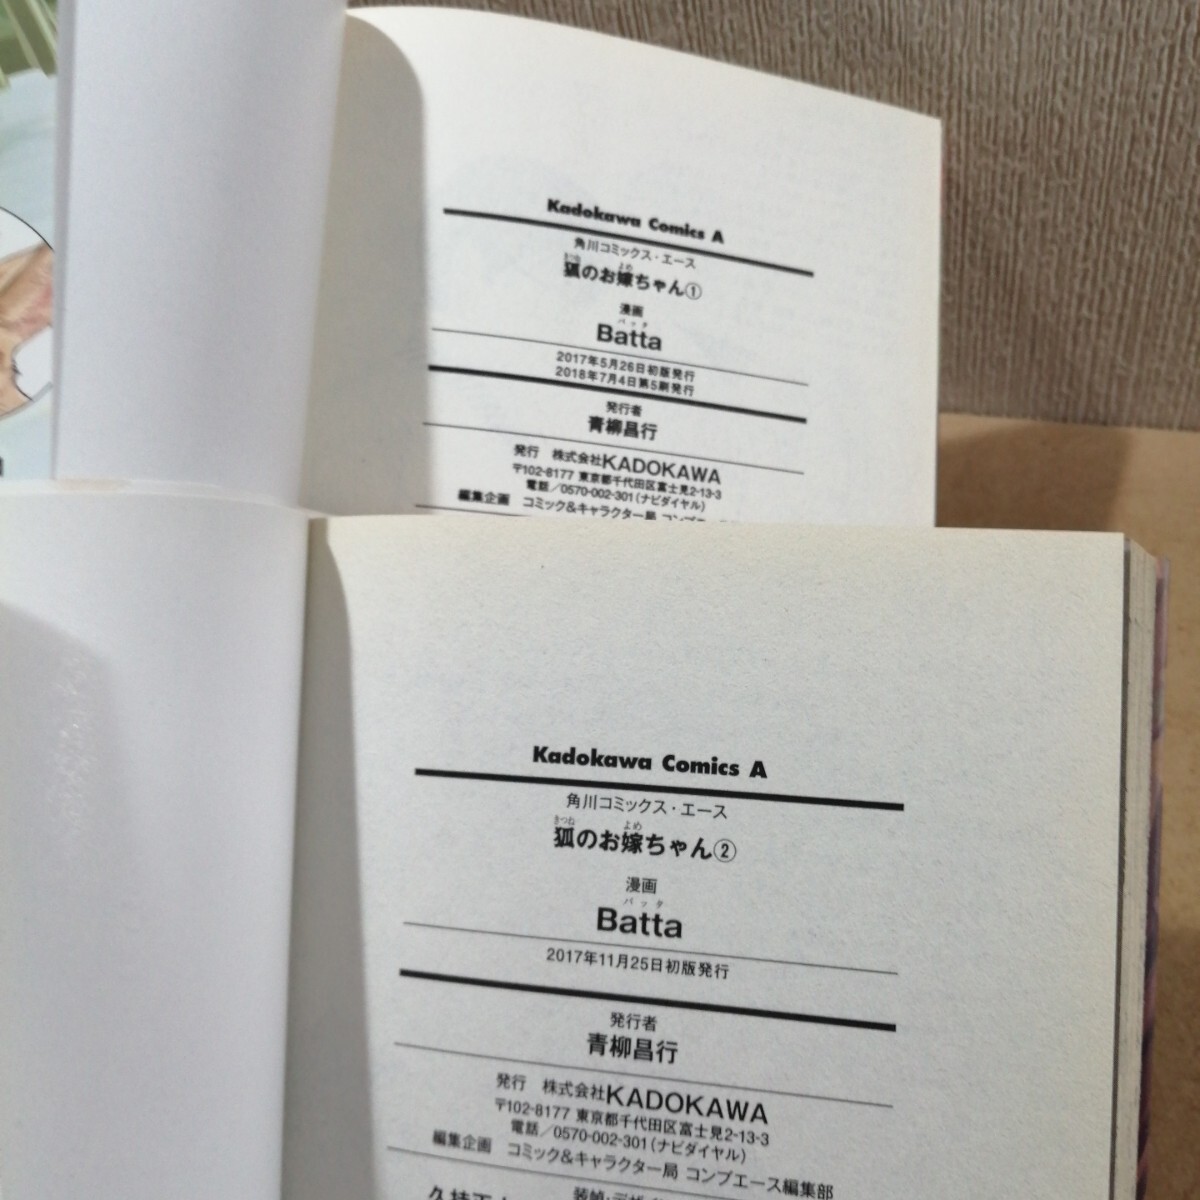 Kadokawa Comics A
角川コミックス・エース
きつね よめ
狐のお嫁ちゃん①
漫画
バッタ
Batta
2017年5月26日初版発行
2018年7月4日第5刷発行
発行者
青柳昌行
発行 株式会社KADOKAWA
〒102-8177 東京都千代田区富士見2-13-3
電話／0570-002-301(ナビダイヤル)
編集企画 コミック&キャラクター局
Kadokawa Comics A
角川コミックス・エース
きつね よめ
狐のお嫁ちゃん②
漫画
バッタ
Batta
2017年11月25日初版発行
発行者
青柳昌行
発行 株式会社KADOKAWA
〒102-8177 東京都千代田区富士見2-13-3
電話／0570-002-301(ナビダイヤル)
編集企画 コミック&キャラクター局 コンプエース編集部